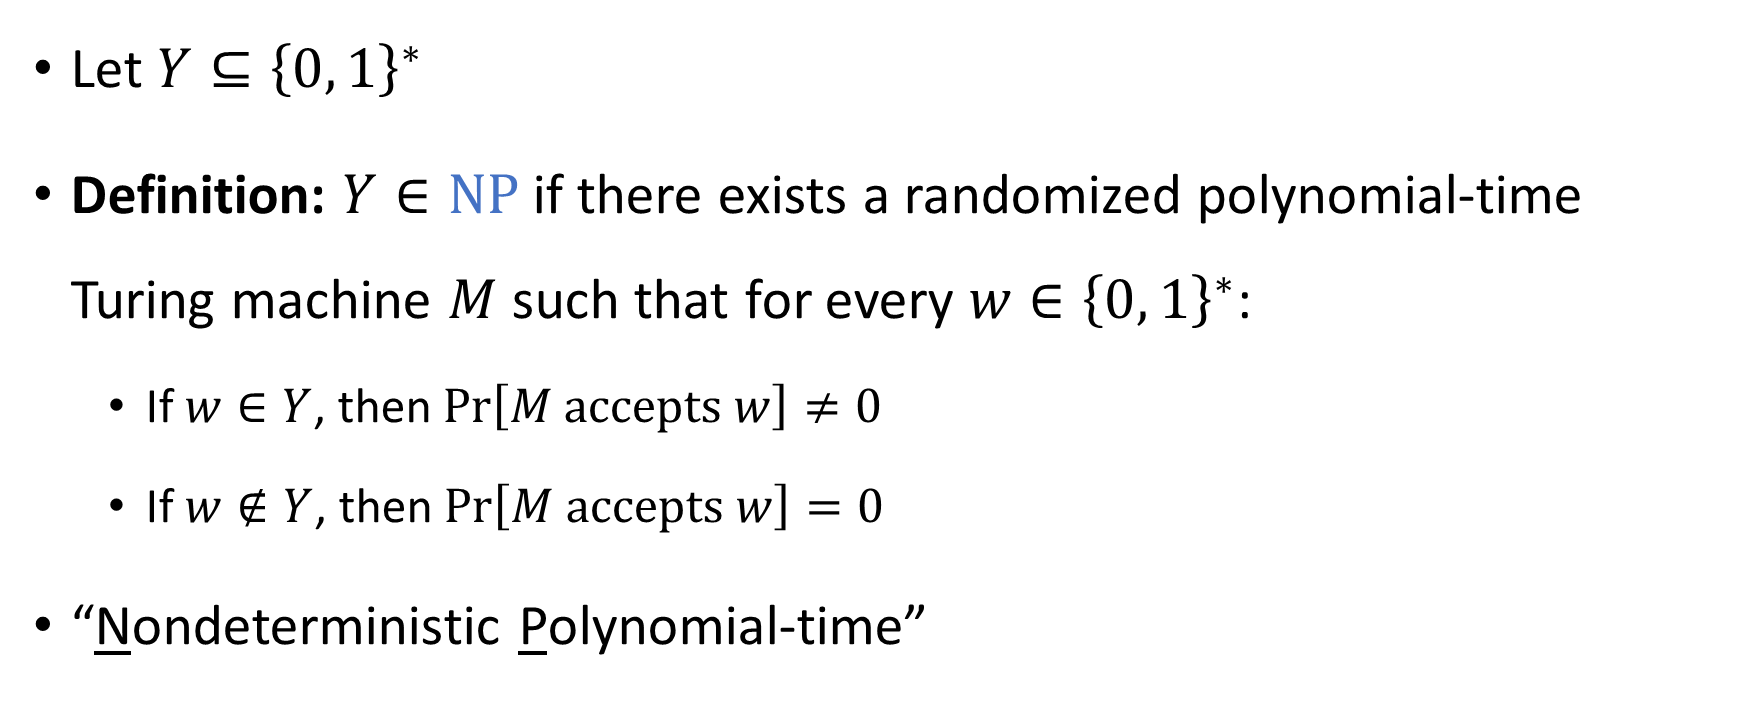 • Let 𝑌 ⊆ {0, 1}*
• Definition: 𝑌 ∈ NP if there exists a randomized polynomial-time
Turing machine 𝑀 such that for every 𝑤 ∈ {0, 1}*:
• If 𝑤 ∈ 𝑌, then Pr[𝑀 accepts 𝑤] ≠ 0
• If 𝑤 ∉ 𝑌, then Pr[𝑀 accepts 𝑤] = 0
• “Nondeterministic Polynomial-time”